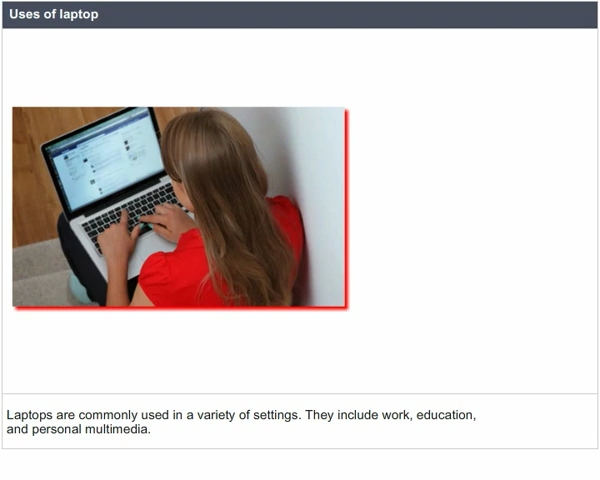 Uses of laptop
Laptops are commonly used in a variety of settings. They include work, education,
and personal multimedia.